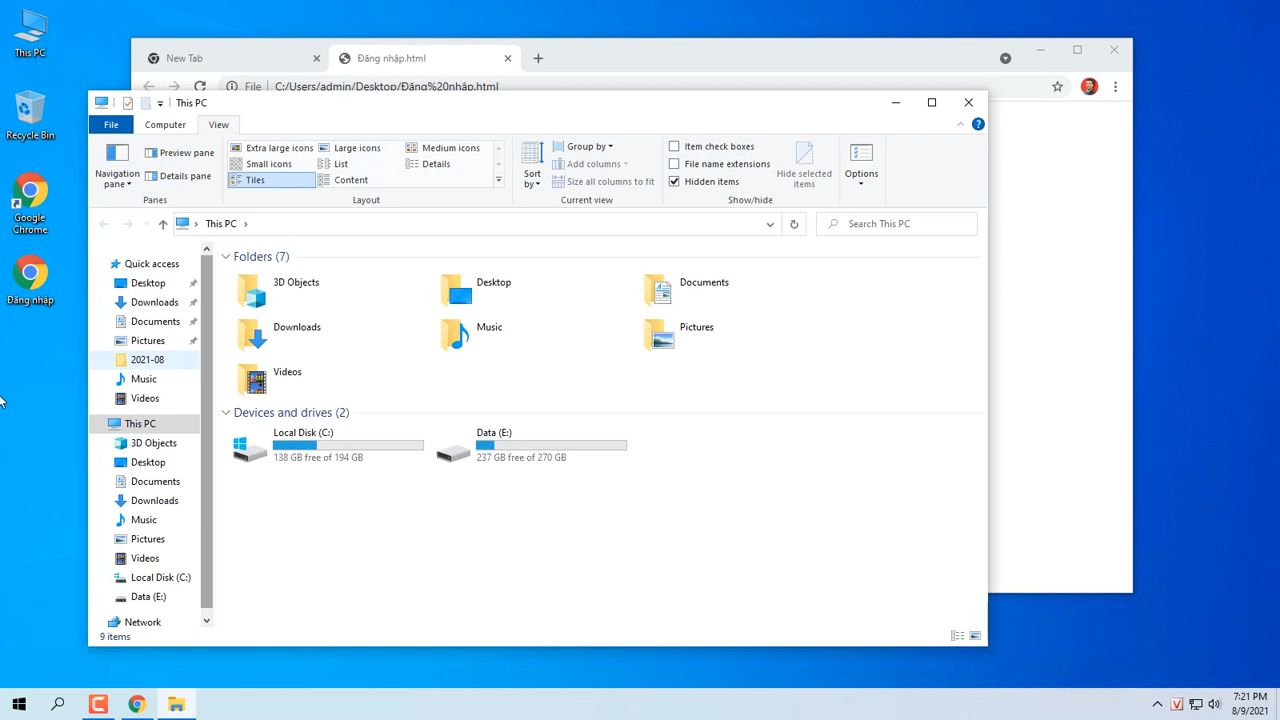 This PC
Recycle Bin
Google Chrome
Đăng nhập
New Tab
Đăng nhập.html
File
C:/Users/admin/Desktop/Đăng%20nhập.html
This PC
File
Computer
View
Navigation pane
Preview pane
Details pane
Panes
Extra large icons
Large icons
Medium icons
Small icons
List
Details
Tiles
Content
Layout
Sort by
Group by
Add columns
Size all columns to fit
Current view
Item check boxes
File name extensions
Hidden items
Hide selected items
Show/hide
Options
This PC
Search This PC
Quick access
Desktop
Downloads
Documents
Pictures
2021-08
Music
Videos
This PC
3D Objects
Desktop
Documents
Downloads
Music
Pictures
Videos
Local Disk (C:)
Data (E:)
Network
Folders (7)
3D Objects
Desktop
Documents
Downloads
Music
Pictures
Videos
Devices and drives (2)
Local Disk (C:)
138 GB free of 194 GB
Data (E:)
237 GB free of 270 GB
9 items
7:21 PM
8/9/2021